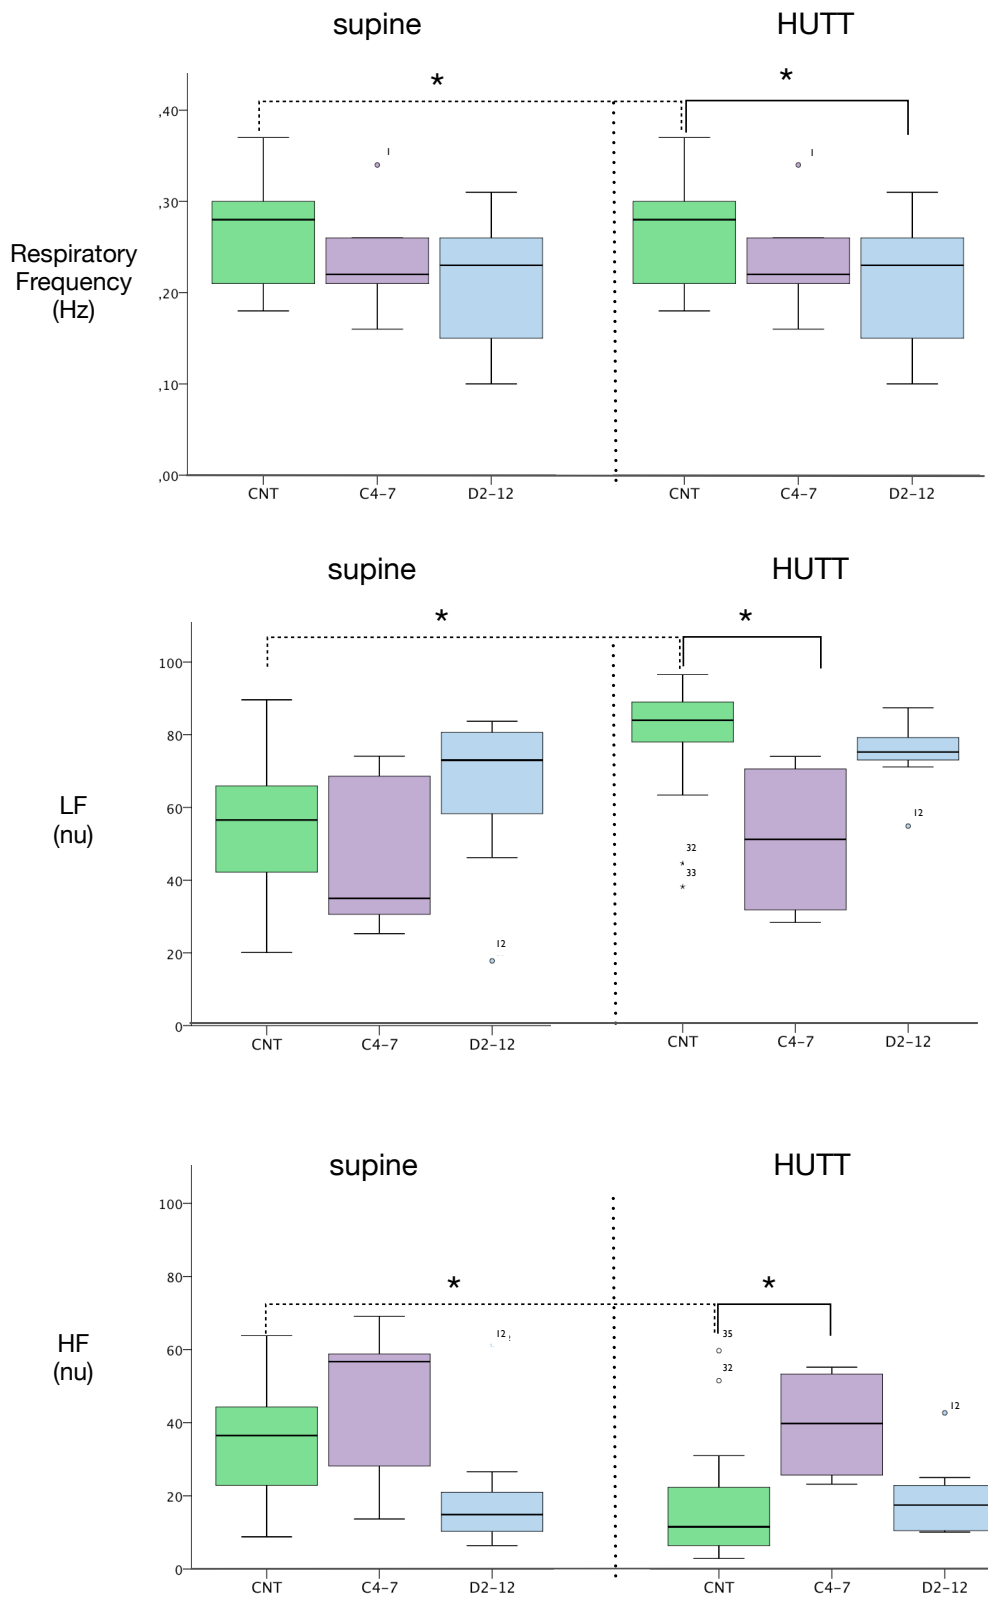 supine HUTT
* *
,40
,30
,20
,10
,00
Respiratory
Frequency
(Hz)
I I
CNT C4-7 D2-12 CNT C4-7 D2-12
supine HUTT
* *
100
80
60
40
20
0
LF
(nu)
12
32
33
12
CNT C4-7 D2-12 CNT C4-7 D2-12
supine HUTT
100
80
60
40
20
0
* *
HF
(nu)
12
35
32
12
CNT C4-7 D2-12 CNT C4-7 D2-12